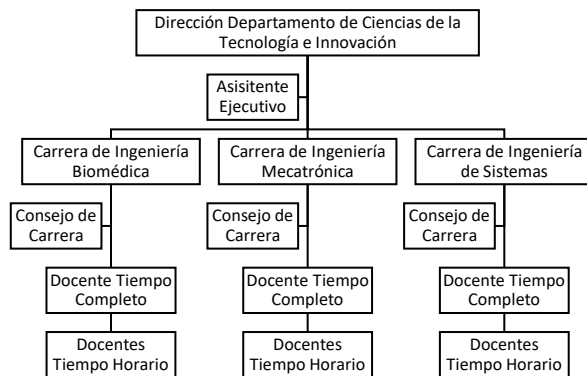 Dirección Departamento de Ciencias de la
Tecnología e Innovación
Asisitente
Ejecutivo
Carrera de Ingeniería
Biomédica
Carrera de Ingeniería
Mecatrónica
Carrera de Ingeniería
de Sistemas
Consejo de
Carrera
Consejo de
Carrera
Consejo de
Carrera
Docente Tiempo
Completo
Docente Tiempo
Completo
Docente Tiempo
Completo
Docentes
Tiempo Horario
Docentes
Tiempo Horario
Docentes
Tiempo Horario